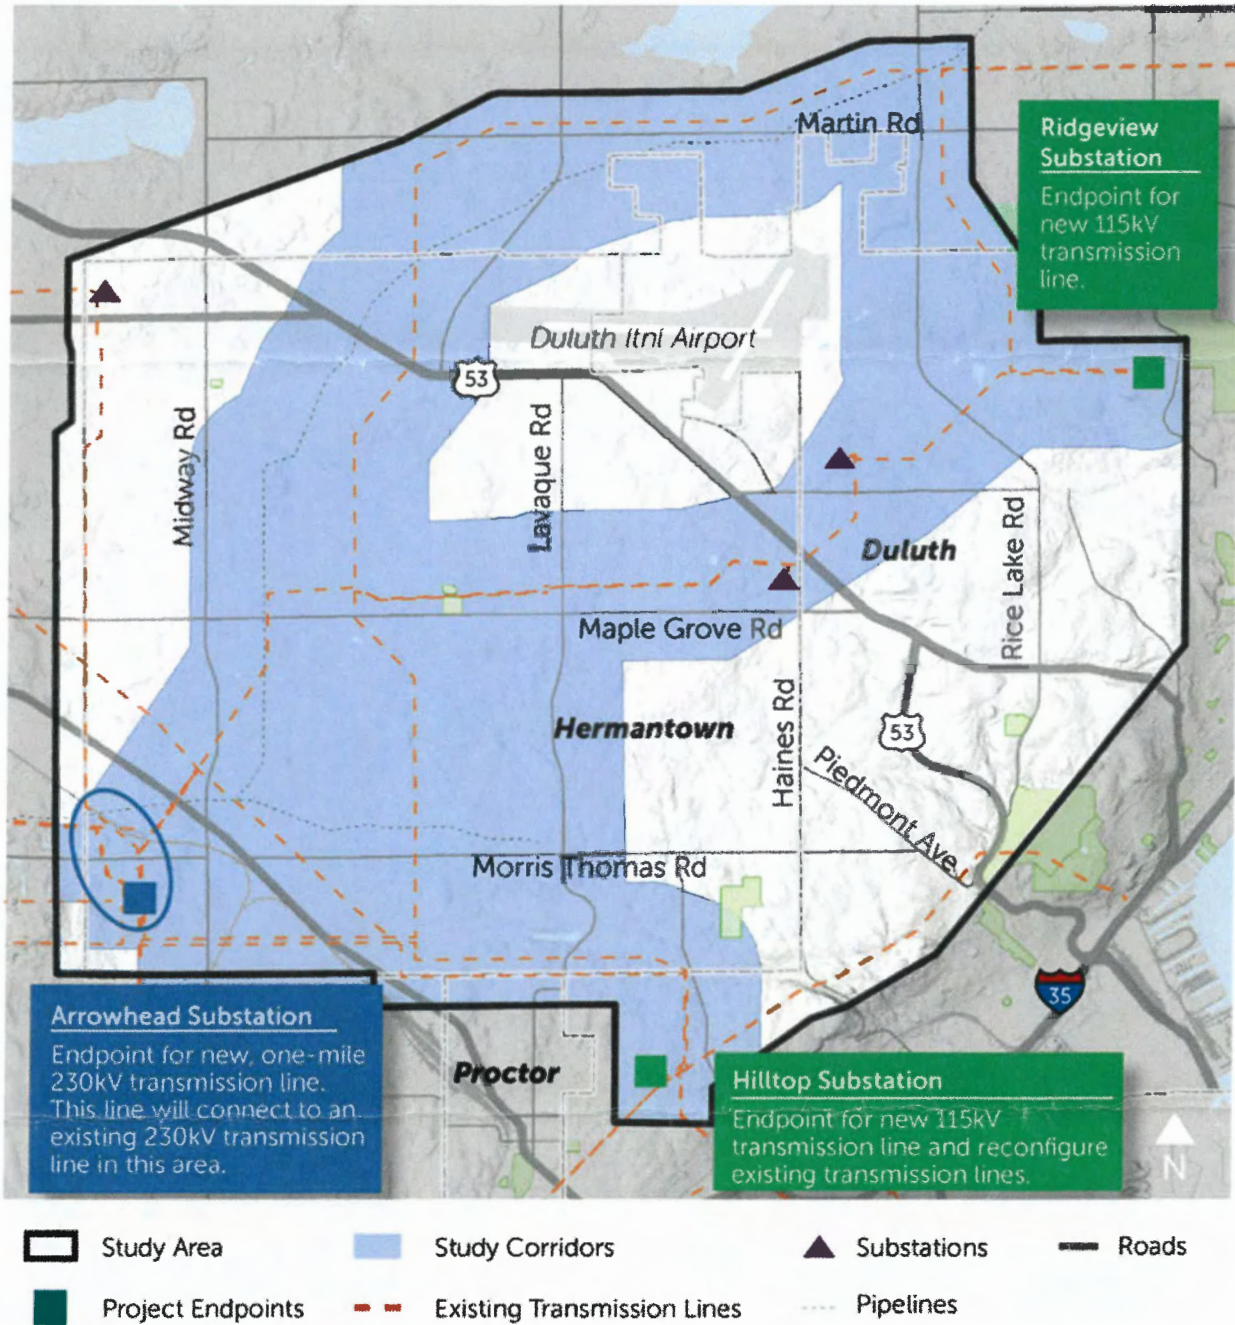 Martin Rd
Ridgeview
Substation
Endpoint for
new 115kV
transmission
line.
Duluth Itnl Airport
53
Midway Rd
Lavaque Rd
Duluth
Rice Lake Rd
Maple Grove Rd
Hermantown
Haines Rd
53
Piedmont Ave.
Morris Thomas Rd
35
Arrowhead Substation
Endpoint for new, one-mile
230kV transmission line.
This line will connect to an
existing 230kV transmission
line in this area.
Proctor
Hilltop Substation
Endpoint for new 115kV
transmission line and reconfigure
existing transmission lines.
N
Study Area
Study Corridors
Substations
Roads
Project Endpoints
Existing Transmission Lines
Pipelines